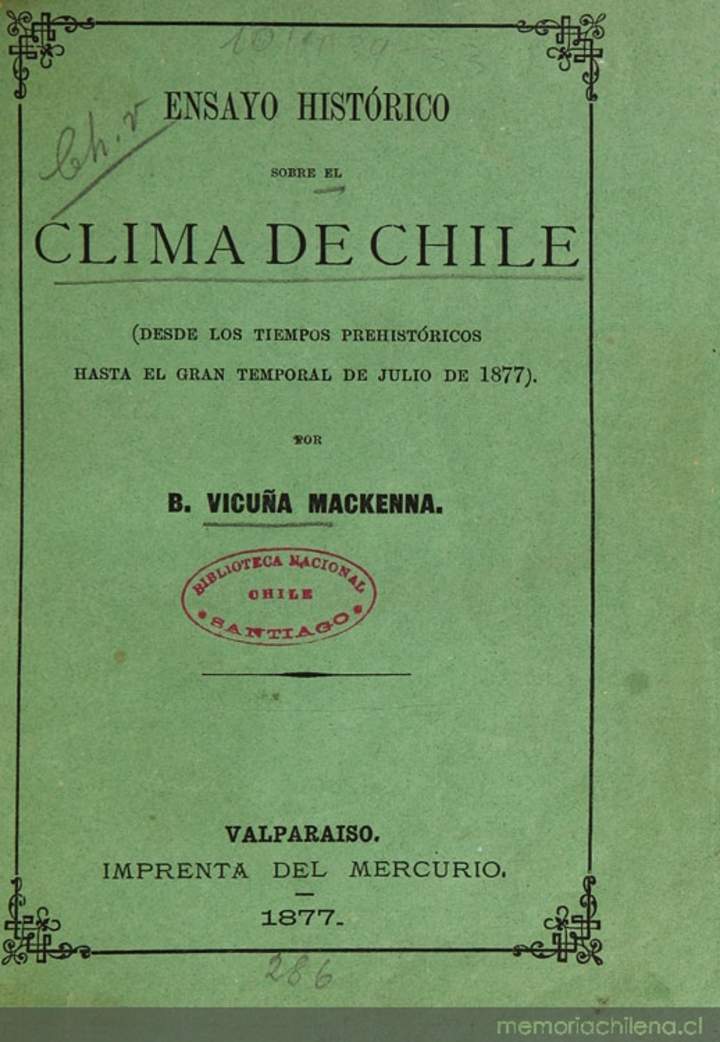 ENSAYO HISTÓRICO
SOBRE EL
CLIMA DE CHILE
(DESDE LOS TIEMPOS PREHISTÓRICOS
HASTA EL GRAN TEMPORAL DE JULIO DE 1877).
POR
B. VICUÑA MACKENNA.
BIBLIOTECA NACIONAL
CHILE
SANTIAGO
VALPARAISO.
IMPRENTA DEL MERCURIO.
1877.
286
memoriachilena.cl